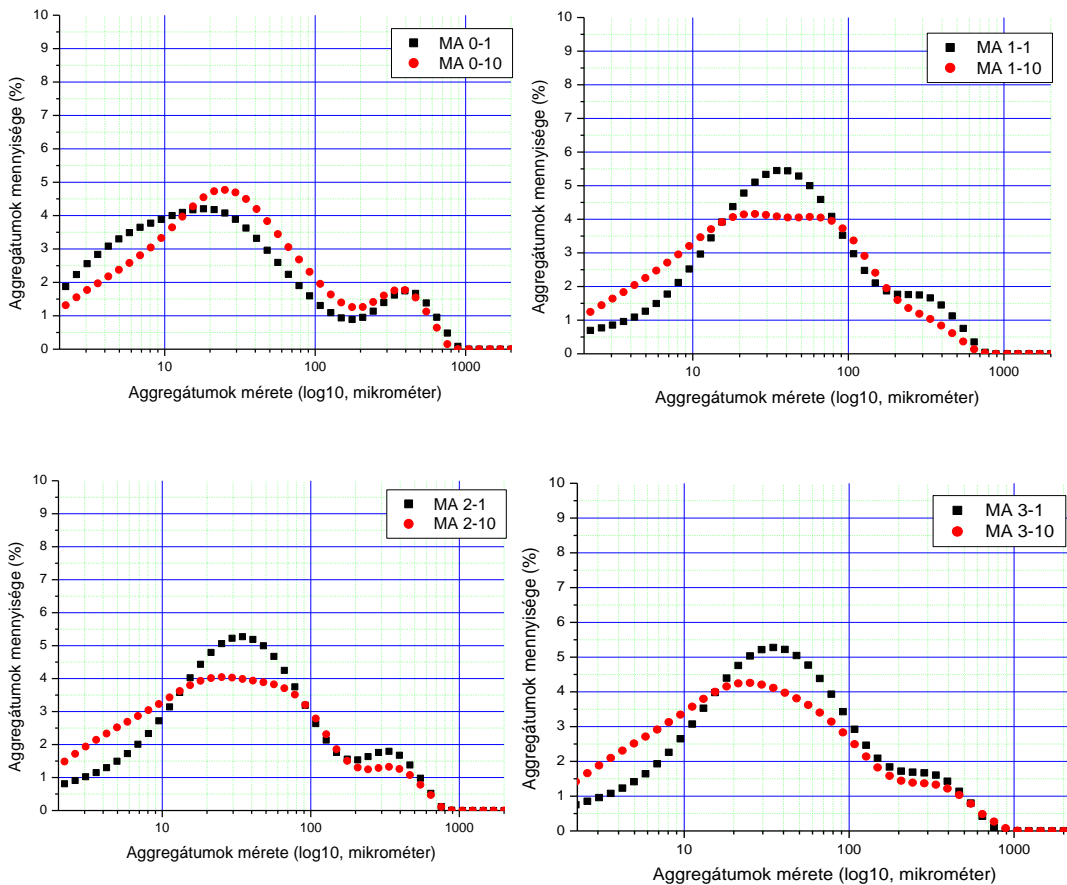 10
9
8
7
6
5
4
3
2
1
0
Aggregátumok mennyisége (%)
MA 0-1
MA 0-10
10 100 1000
Aggregátumok mérete (log10, mikrométer)
10
9
8
7
6
5
4
3
2
1
0
Aggregátumok mennyisége (%)
MA 1-1
MA 1-10
10 100 1000
Aggregátumok mérete (log10, mikrométer)
10
9
8
7
6
5
4
3
2
1
0
Aggregátumok mennyisége (%)
MA 2-1
MA 2-10
10 100 1000
Aggregátumok mérete (log10, mikrométer)
10
9
8
7
6
5
4
3
2
1
0
Aggregátumok mennyisége (%)
MA 3-1
MA 3-10
10 100 1000
Aggregátumok mérete (log10, mikrométer)